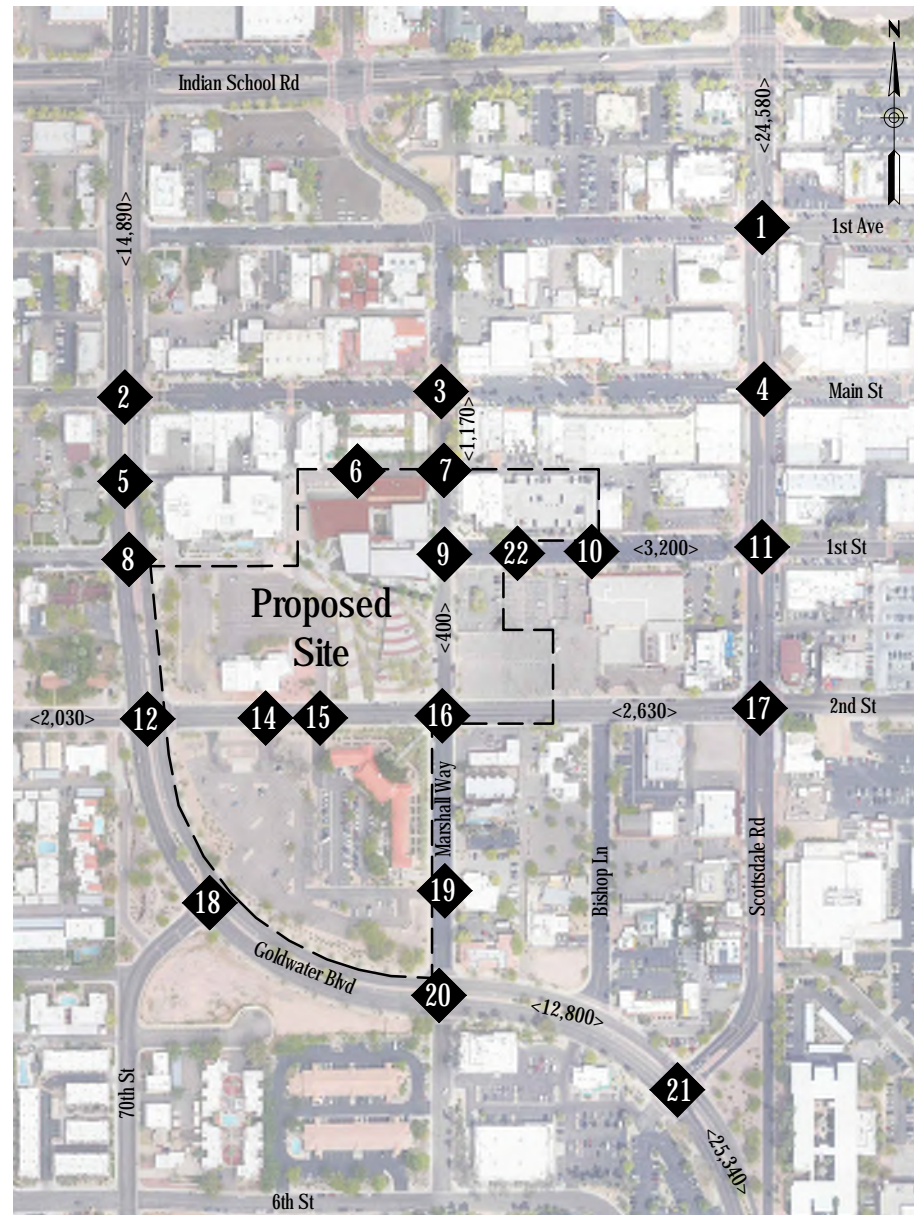 N
Indian School Rd
<24,580>
<14,890>
1
1st Ave
2
3
4
Main St
<1,170>
5
6
7
8
9
22
10
<3,200>
11
1st St
Proposed
Site
<400>
<2,030>
12
14
15
16
<2,630>
17
2nd St
Marshall Way
Bishop Ln
Scottsdale Rd
18
19
Goldwater Blvd
20
<12,800>
21
70th St
<25,340>
6th St